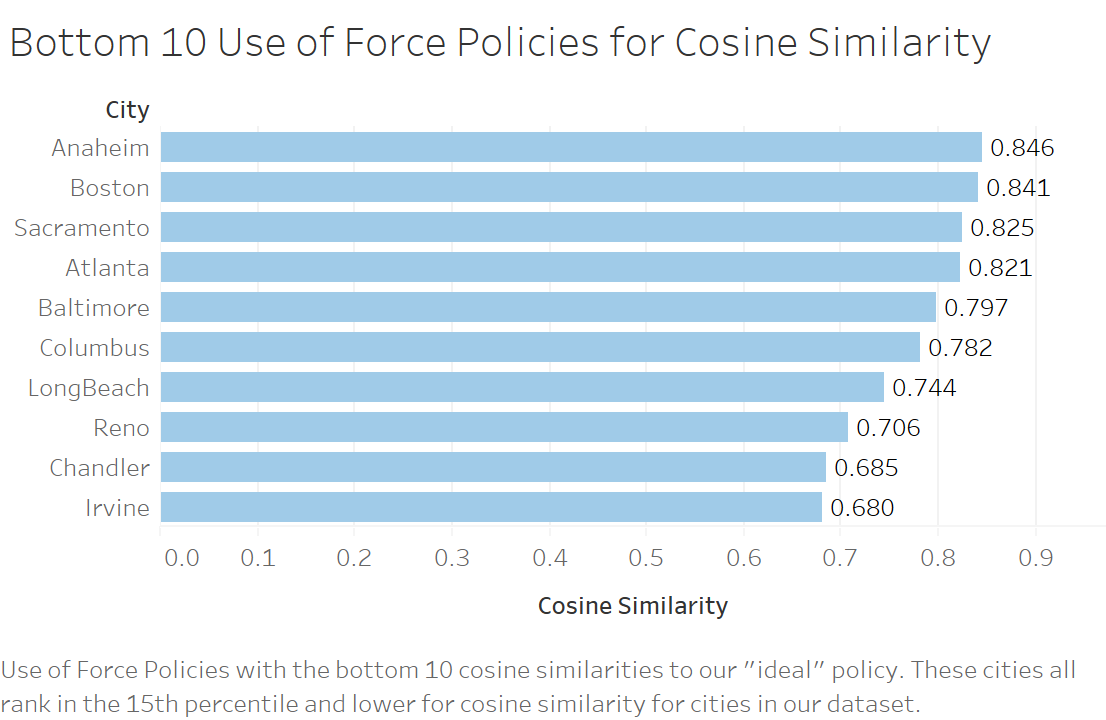 Bottom 10 Use of Force Policies for Cosine Similarity
City
Anaheim 0.846
Boston 0.841
Sacramento 0.825
Atlanta 0.821
Baltimore 0.797
Columbus 0.782
LongBeach 0.744
Reno 0.706
Chandler 0.685
Irvine 0.680
0.0 0.1 0.2 0.3 0.4 0.5 0.6 0.7 0.8 0.9
Cosine Similarity
Use of Force Policies with the bottom 10 cosine similarities to our "ideal" policy. These cities all
rank in the 15th percentile and lower for cosine similarity for cities in our dataset.